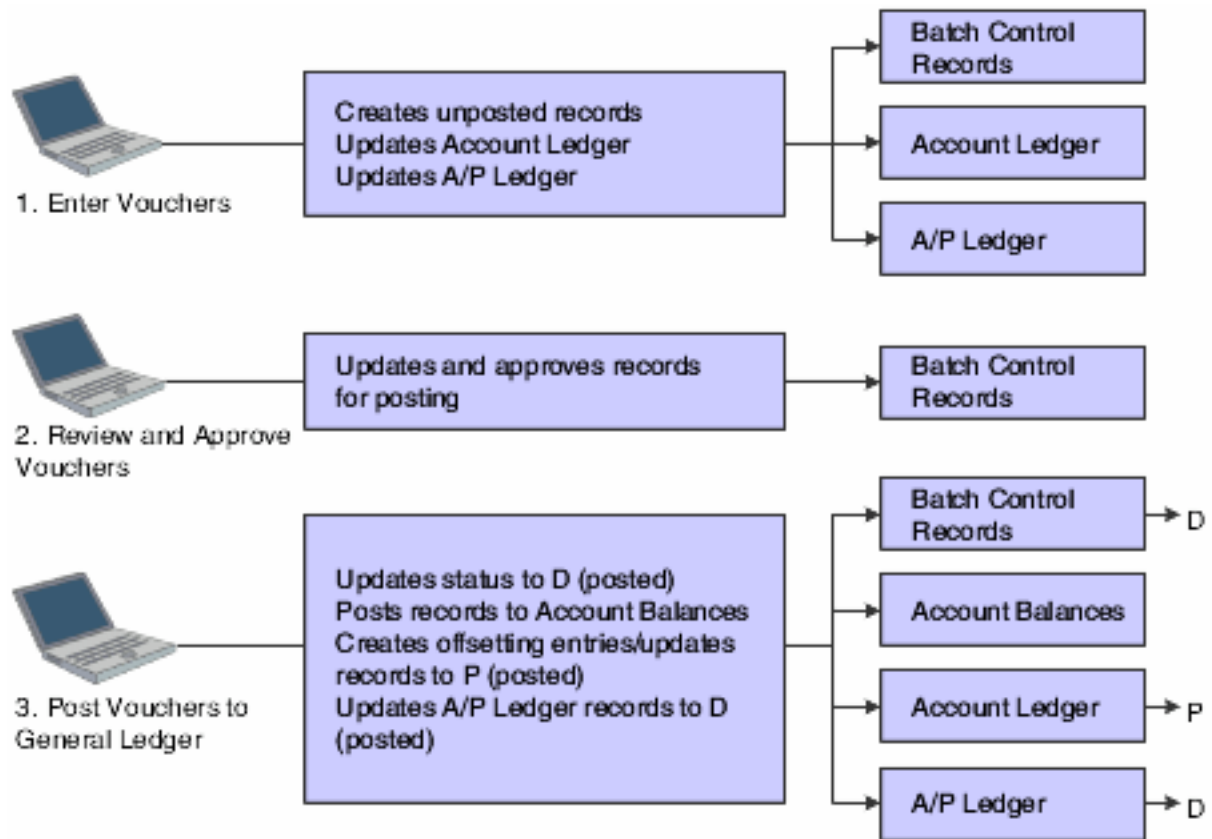 Creates unposted records
Updates Account Ledger
Updates A/P Ledger
1. Enter Vouchers
Batch Control
Records
Account Ledger
A/P Ledger
Updates and approves records
for posting
2. Review and Approve
Vouchers
Batch Control
Records
Updates status to D (posted)
Posts records to Account Balances
Creates offsetting entries/updates
records to P (posted)
Updates A/P Ledger records to D
(posted)
3. Post Vouchers to
General Ledger
Batch Control
Records
D
Account Balances
Account Ledger
P
A/P Ledger
D